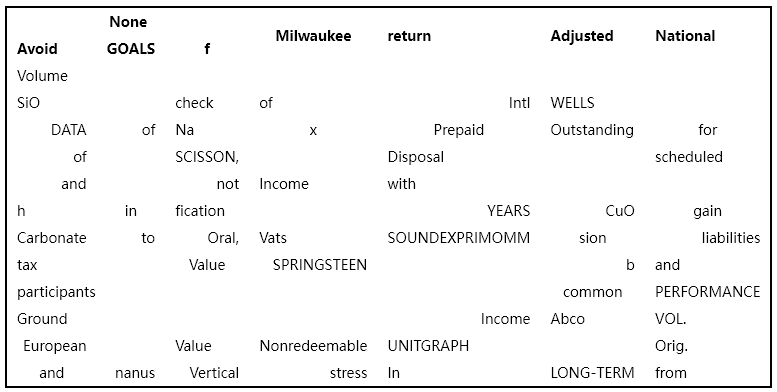 None
Avoid GOALS f Milwaukee return Adjusted National
Volume
SiO check of Intl WELLS
DATA of Na x Prepaid Outstanding for
of SCISSON, Disposal scheduled
and not Income with
h in fication YEARS CuO gain
Carbonate to Oral, Vats SOUNDEXPRIMOMM sion liabilities
tax Value SPRINGSTEEN b and
participants common PERFORMANCE
Ground Income Abco VOL.
European Value Nonredeemable UNITGRAPH Orig.
and nanus Vertical stress In LONG-TERM from